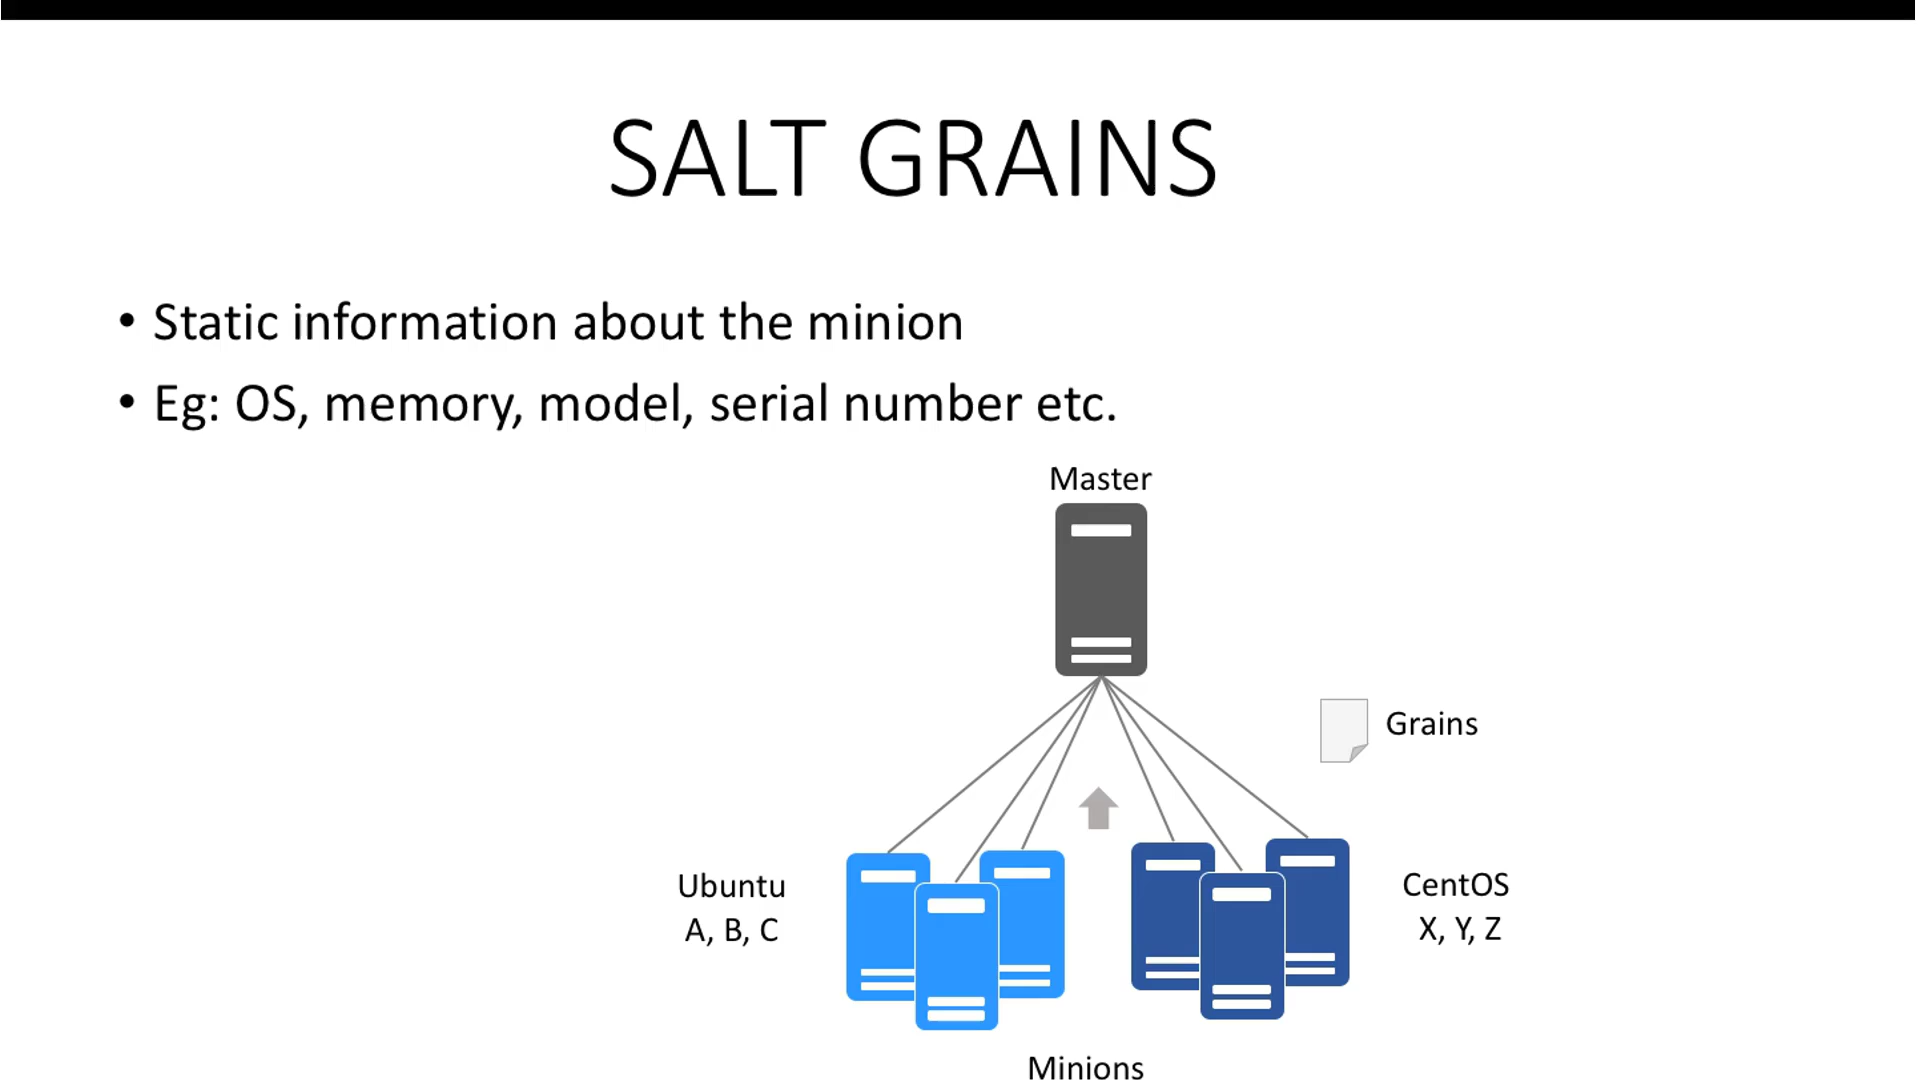 SALT GRAINS
• Static information about the minion
• Eg: OS, memory, model, serial number etc.
Master
Grains
Ubuntu
A, B, C
CentOS
X, Y, Z
Minions